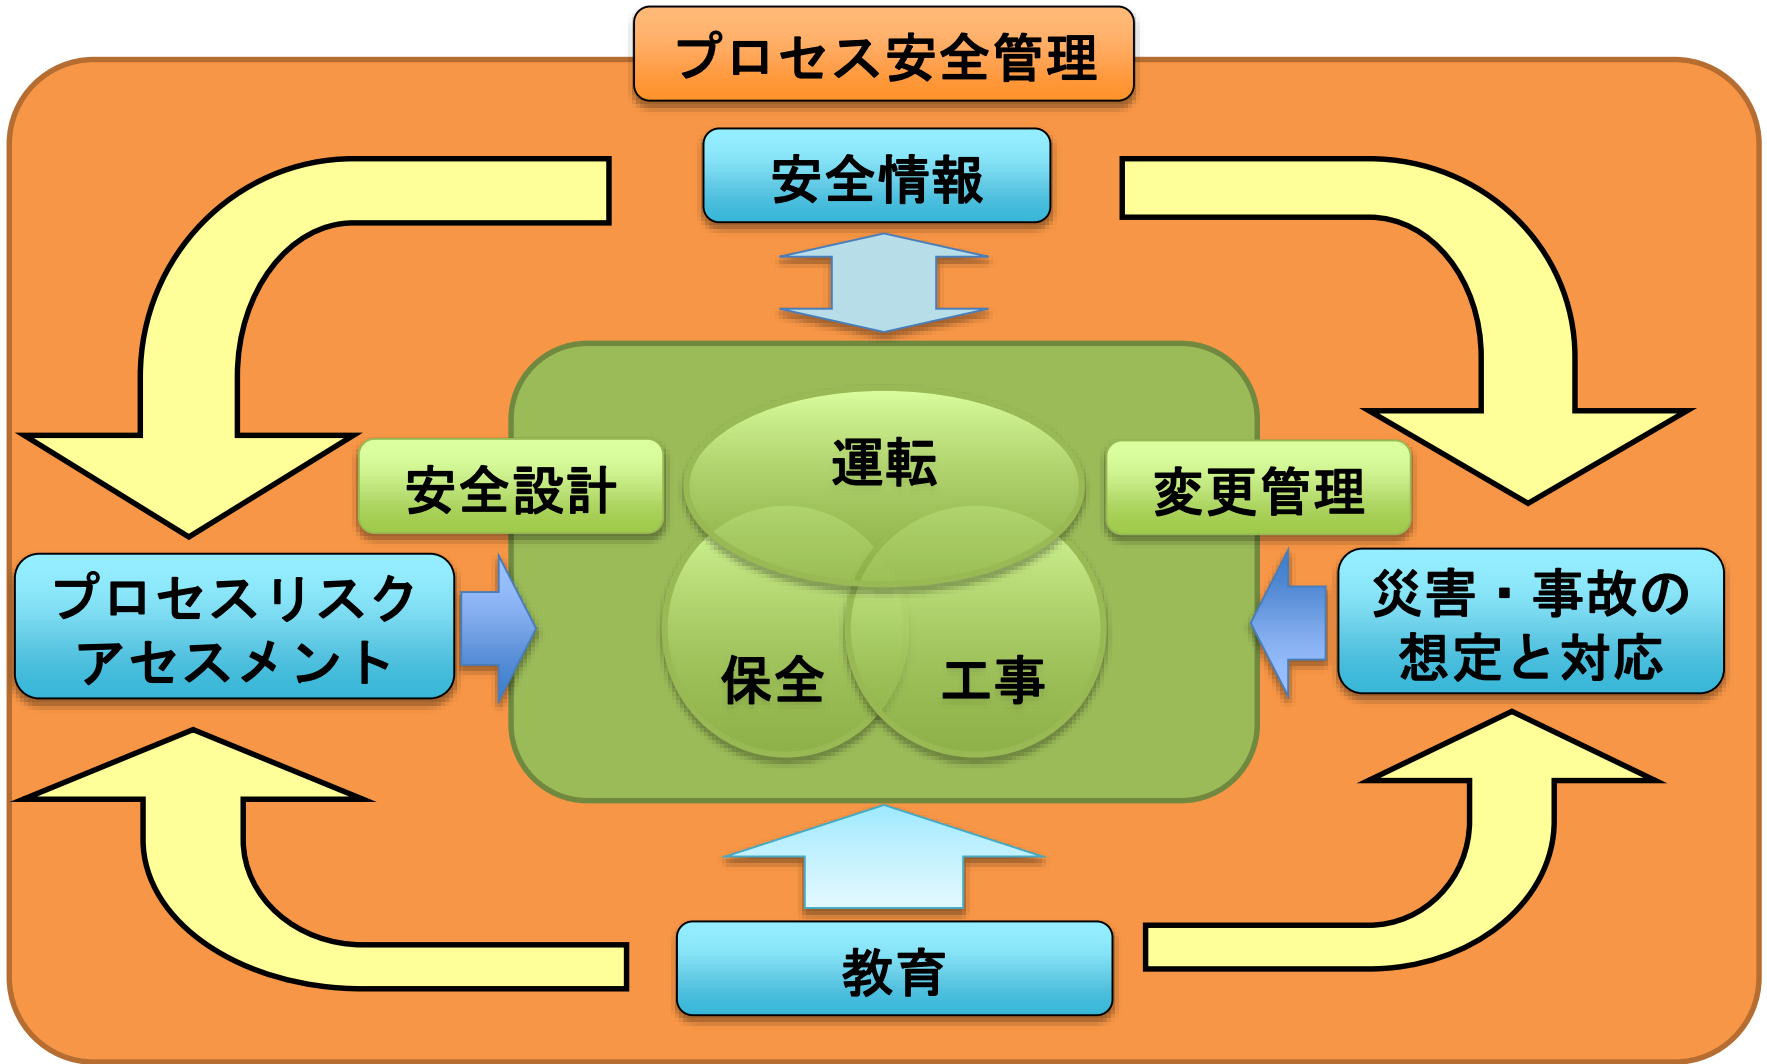 プロセス安全管理
安全情報
運転
安全設計
変更管理
プロセスリスク
アセスメント
災害・事故の
想定と対応
保全
工事
教育